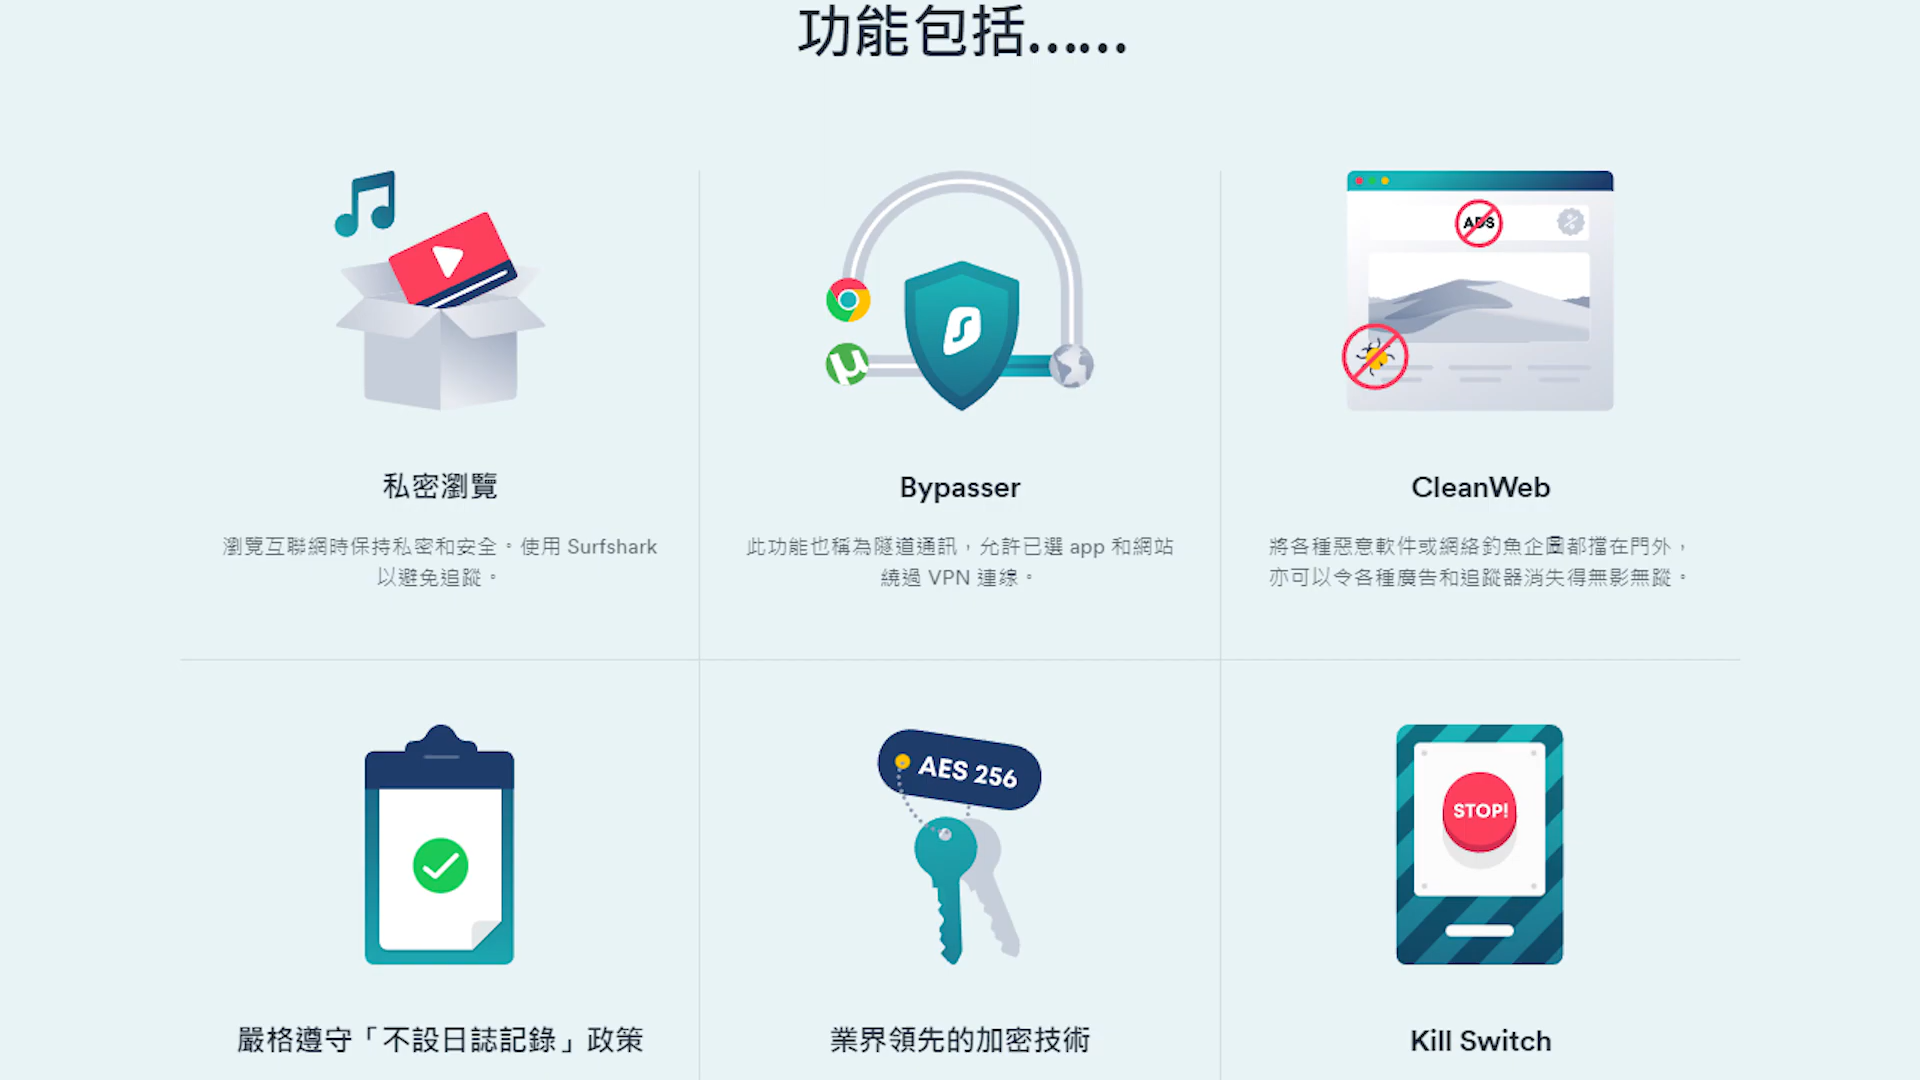 功能包括......
ADS
私密瀏覽
Bypasser
CleanWeb
瀏覽互聯網時保持私密和安全。使用 Surfshark
以避免追蹤。
此功能也稱為隧道通訊，允許已選 app 和網站
繞過 VPN 連線。
將各種惡意軟件或網絡釣魚企圖都擋在門外，
亦可以令各種廣告和追蹤器消失得無影無蹤。
AES 256
STOP!
嚴格遵守「不設日誌記錄」政策
業界領先的加密技術
Kill Switch